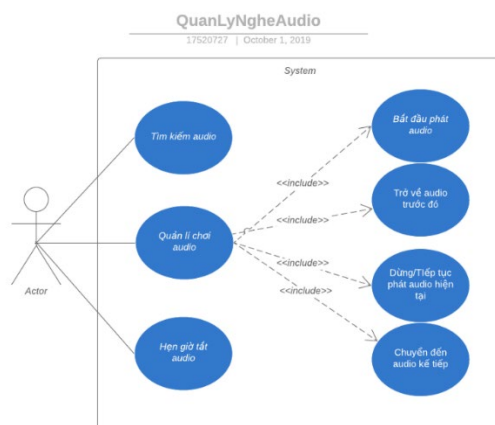 QuanLyNgheAudio
17520727 | October 1, 2019
System
Tìm kiếm audio
Quản lí chơi
audio
Hẹn giờ tắt
audio
Actor
<<include>>
<<include>>
<<include>>
<<include>>
Bắt đầu phát
audio
Trở về audio
trước đó
Dừng/Tiếp tục
phát audio hiện
tại
Chuyển đến
audio kế tiếp